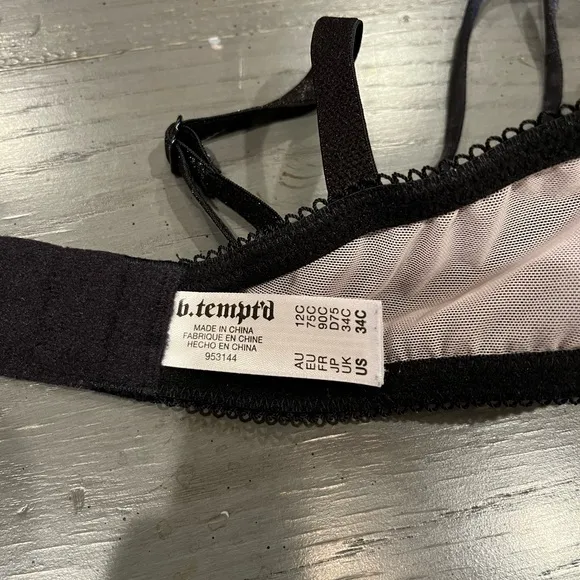 b.tempt'd
MADE IN CHINA
FABRIQUE EN CHINE
HECHO EN CHINA
953144
AU 12C
EU 75C
FR 90C
JP D75
UK 34C
US 34C